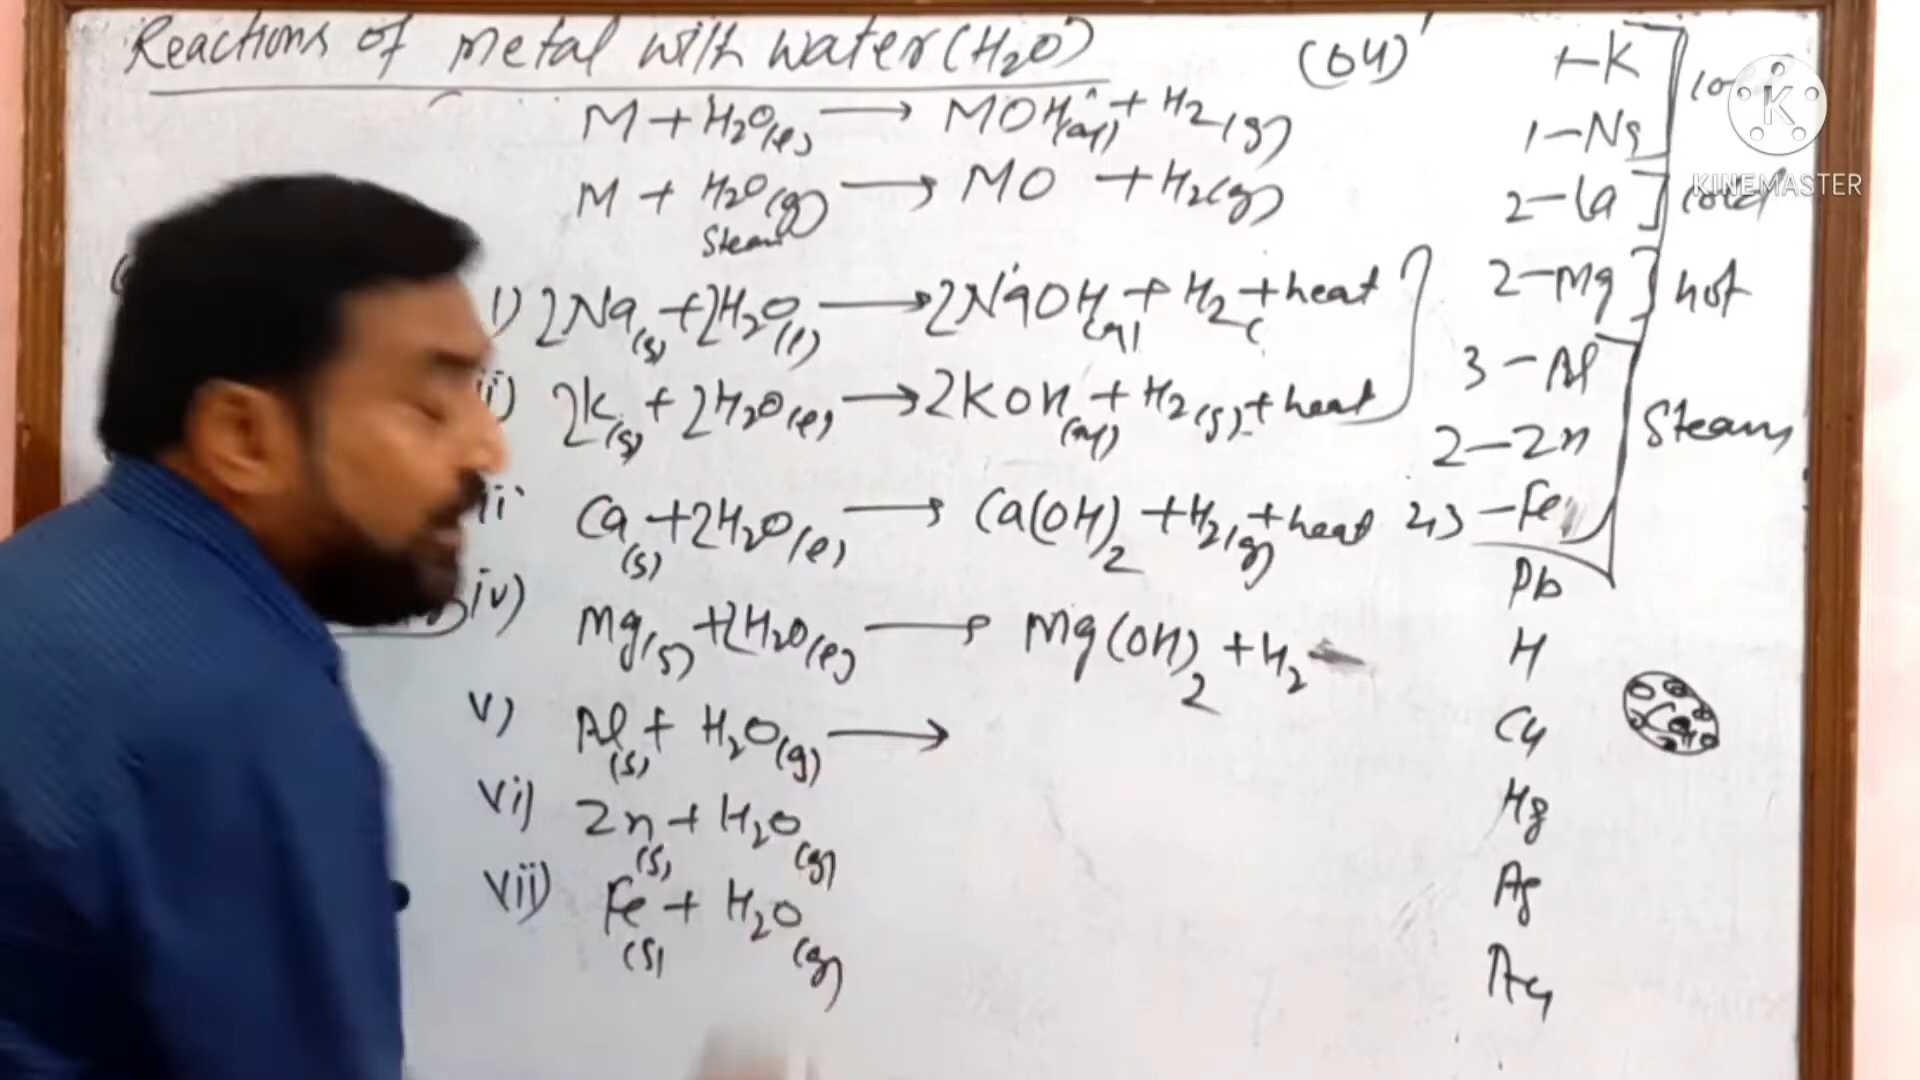 Reactions of metal with water (H2O)
(OH)'
M + H2O(l) → MOH(aq) + H2(g)
M + H2O(g) → MO + H2(g)
Steam
i) 2Na(s) + 2H2O(l) → 2NaOH(aq) + H2( + heat
ii) 2K(s) + 2H2O(l) → 2KOH(aq) + H2(g) + heat
iii Ca(s) + 2H2O(l) → Ca(OH)2 + H2(g) + heat
iv) Mg(s) + 2H2O(l) → Mg(OH)2 + H2
v) Al(s) + H2O(g) →
vi) Zn(s) + H2O(g)
vii) Fe(s) + H2O(g)
1-K
1-Na
2-Ca ] cold
2-Mg ] hot
3-Al
2-Zn
Steam
2,3-Fe
Pb
H
Cu
Hg
Ag
Au
K
KINEMASTER